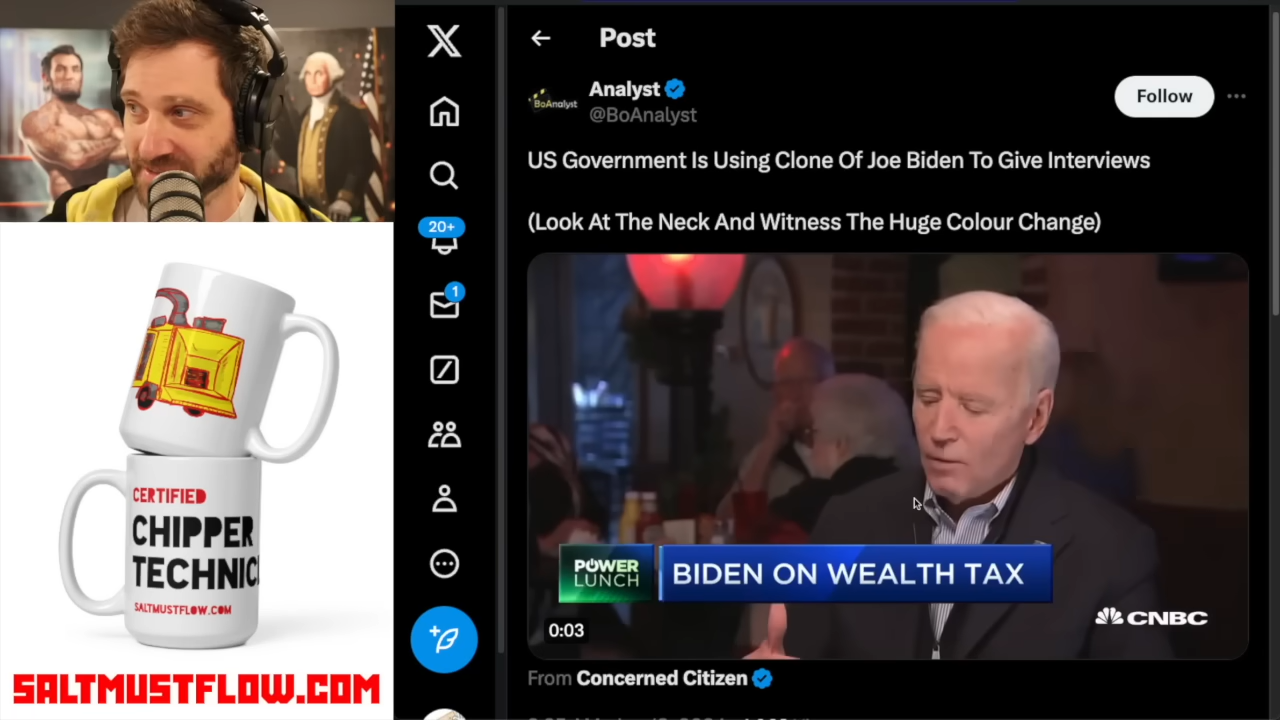 Post
Analyst
@BoAnalyst
BoAnalyst
Follow
US Government Is Using Clone Of Joe Biden To Give Interviews
(Look At The Neck And Witness The Huge Colour Change)
20+
1
POWER
LUNCH
BIDEN ON WEALTH TAX
CNBC
0:03
From Concerned Citizen
CERTIFIED
CHIPPER
TECHNIC
SALTMUSTFLOW.COM
SALTMUSTFLOW.COM